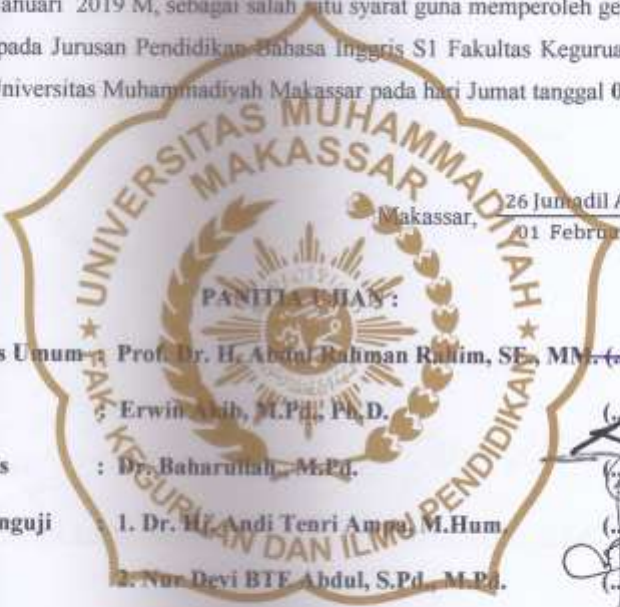 anuari 2019 M, sebagai salah satu syarat guna memperoleh ge
pada Jurusan Pendidikan Bahasa Inggris S1 Fakultas Kegurua
Universitas Muhammadiyah Makassar pada hari Jumat tanggal 0
UNIVERSITAS MUHAMMADIYAH
MAKASSAR
FAK KEGURUAN DAN ILMU PENDIDIKAN
Makassar,
26 Jumadil A
01 Februa
PANITIA UJIAN :
s Umum : Prof. Dr. H. Abdul Rahman Rahim, SE., MM. (.
: Erwin Akib, M.Pd., Ph.D. (..
s : Dr. Baharullah, M.Pd. (..
nguji : 1. Dr. Hj. Andi Tenri Ampa, M.Hum. (..
2. Nur Devi BTE Abdul, S.Pd., M.Pd. (..